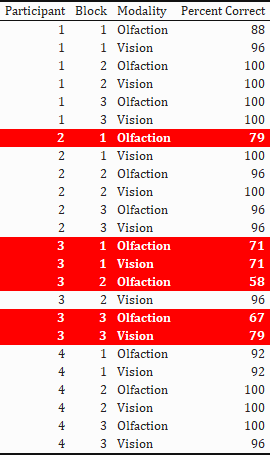 Participant Block Modality Percent Correct
1 1 Olfaction 88
1 1 Vision 96
1 2 Olfaction 100
1 2 Vision 100
1 3 Olfaction 100
1 3 Vision 100
2 1 Olfaction 79
2 1 Vision 100
2 2 Olfaction 96
2 2 Vision 100
2 3 Olfaction 96
2 3 Vision 96
3 1 Olfaction 71
3 1 Vision 71
3 2 Olfaction 58
3 2 Vision 96
3 3 Olfaction 67
3 3 Vision 79
4 1 Olfaction 92
4 1 Vision 92
4 2 Olfaction 100
4 2 Vision 100
4 3 Olfaction 100
4 3 Vision 96